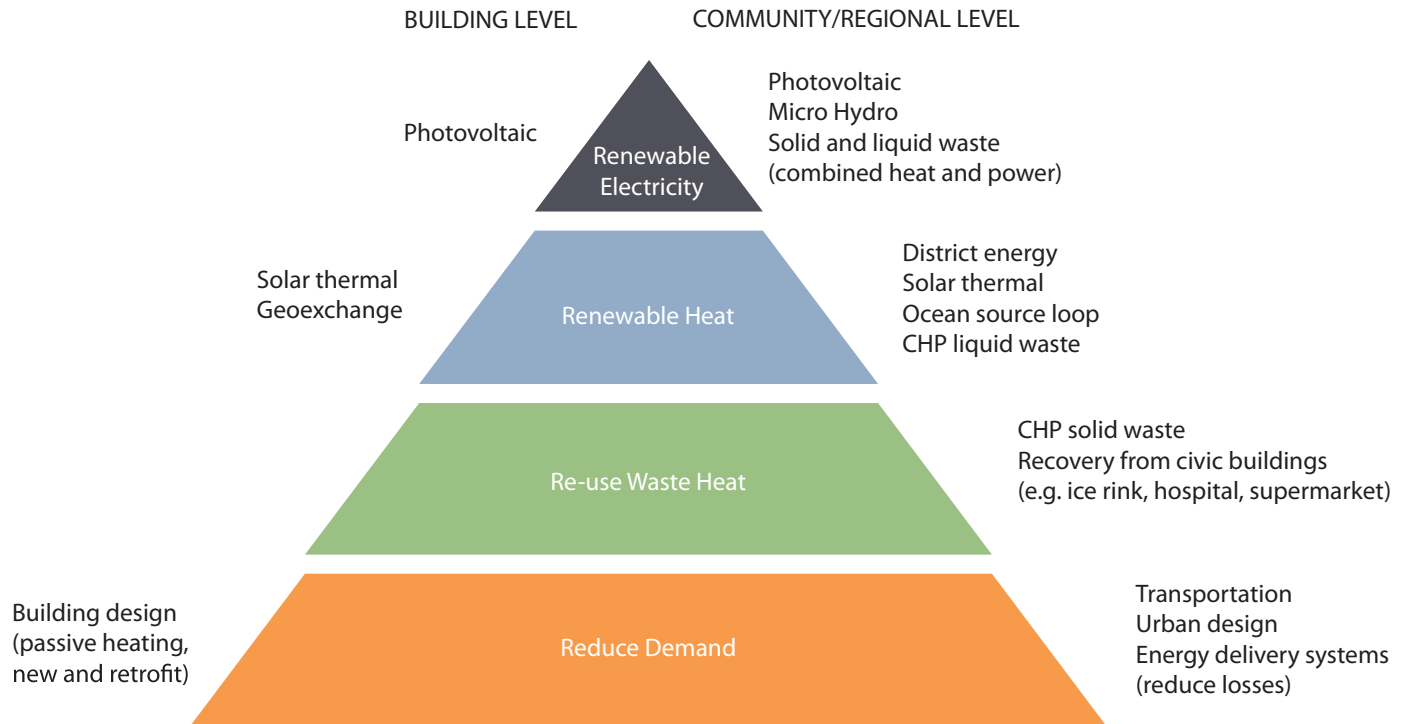 BUILDING LEVEL
COMMUNITY/REGIONAL LEVEL
Photovoltaic
Renewable
Electricity
Photovoltaic
Micro Hydro
Solid and liquid waste
(combined heat and power)
Solar thermal
Geoexchange
Renewable Heat
District energy
Solar thermal
Ocean source loop
CHP liquid waste
Re-use Waste Heat
CHP solid waste
Recovery from civic buildings
(e.g. ice rink, hospital, supermarket)
Building design
(passive heating,
new and retrofit)
Reduce Demand
Transportation
Urban design
Energy delivery systems
(reduce losses)